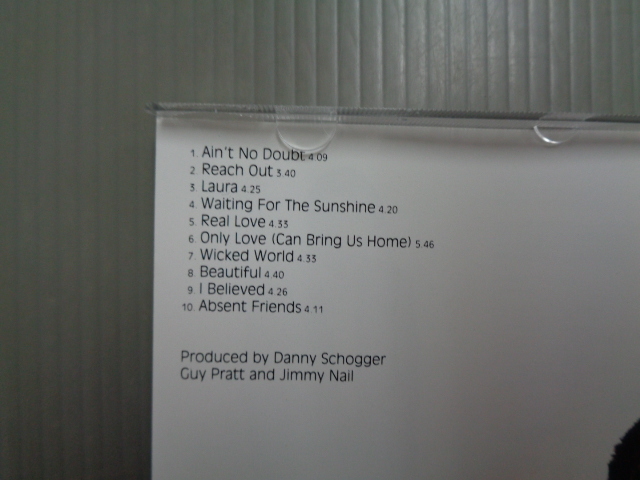 1. Ain't No Doubt 4.09
2. Reach Out 3.40
3. Laura 4.25
4. Waiting For The Sunshine 4.20
5. Real Love 4.33
6. Only Love (Can Bring Us Home) 5.46
7. Wicked World 4.33
8. Beautiful 4.40
9. I Believed 4.26
10. Absent Friends 4.11
Produced by Danny Schogger
Guy Pratt and Jimmy Nail